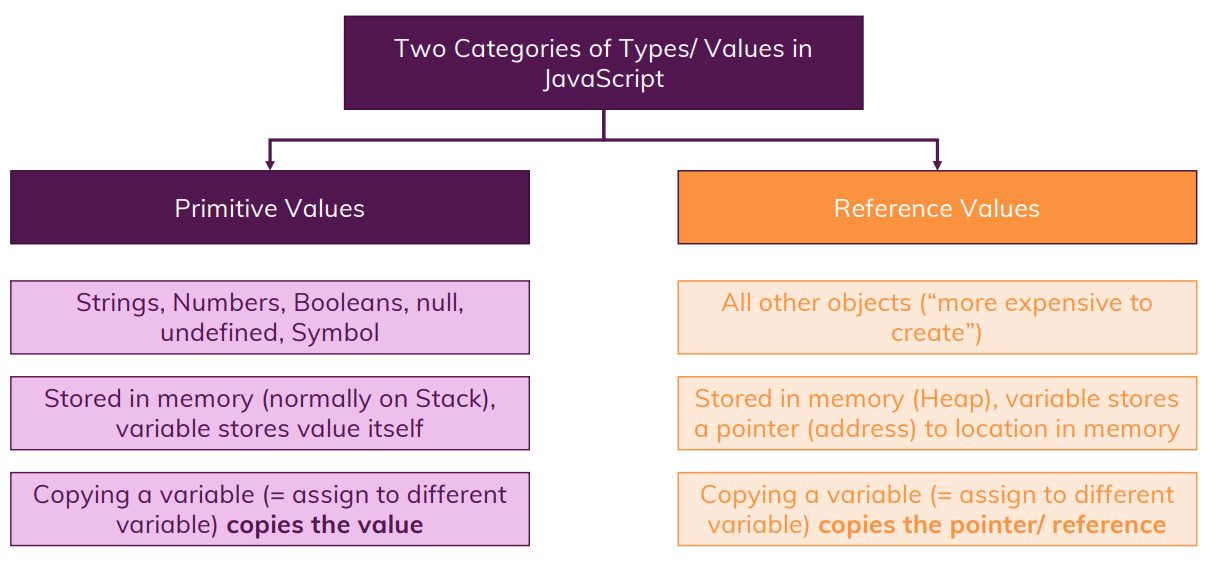 Two Categories of Types/ Values in
JavaScript
Primitive Values
Reference Values
Strings, Numbers, Booleans, null,
undefined, Symbol
All other objects (“more expensive to
create”)
Stored in memory (normally on Stack),
variable stores value itself
Stored in memory (Heap), variable stores
a pointer (address) to location in memory
Copying a variable (= assign to different
variable) copies the value
Copying a variable (= assign to different
variable) copies the pointer/ reference